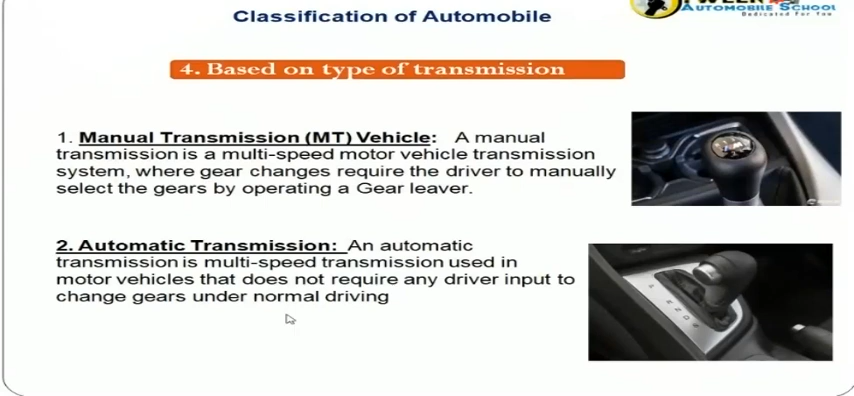 Classification of Automobile
AUTOMOBILE SCHOOL
Dedicated For You
4. Based on type of transmission
1. Manual Transmission (MT) Vehicle: A manual
transmission is a multi-speed motor vehicle transmission
system, where gear changes require the driver to manually
select the gears by operating a Gear leaver.
2. Automatic Transmission: An automatic
transmission is multi-speed transmission used in
motor vehicles that does not require any driver input to
change gears under normal driving